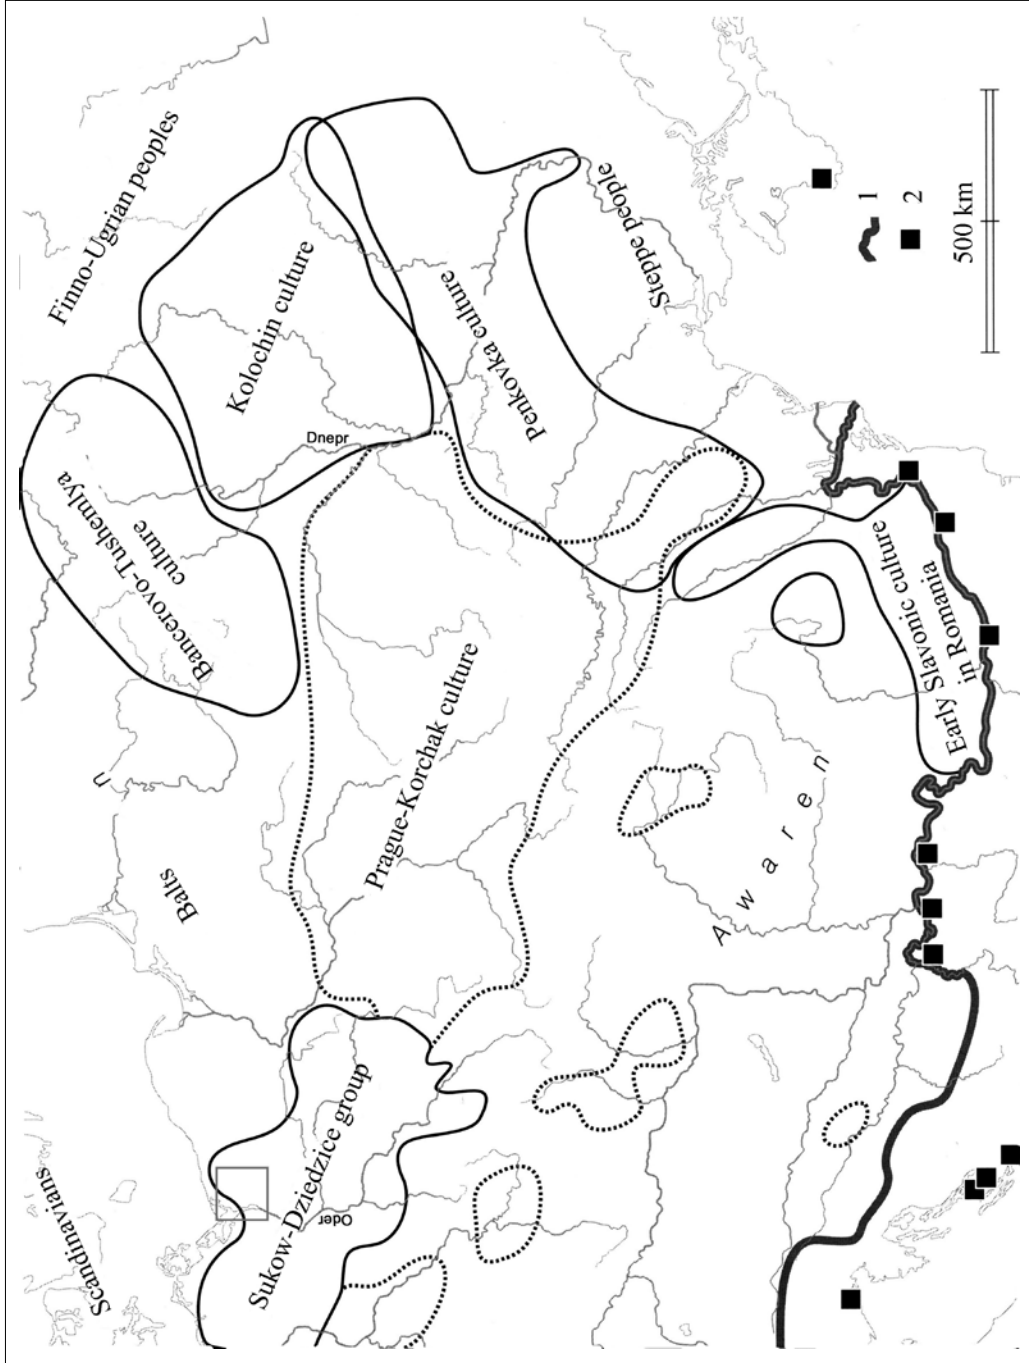 Scandinavians
Balts
Finno-Ugrian peoples
Bancerovo-Tushemlya
culture
Kolochin culture
Dnepr
Sukow-Dziedzice group
Oder
Prague-Korchak culture
Penkovka culture
Steppe people
Awaren
n
Early Slavonic culture
in Romania
1
2
500 km